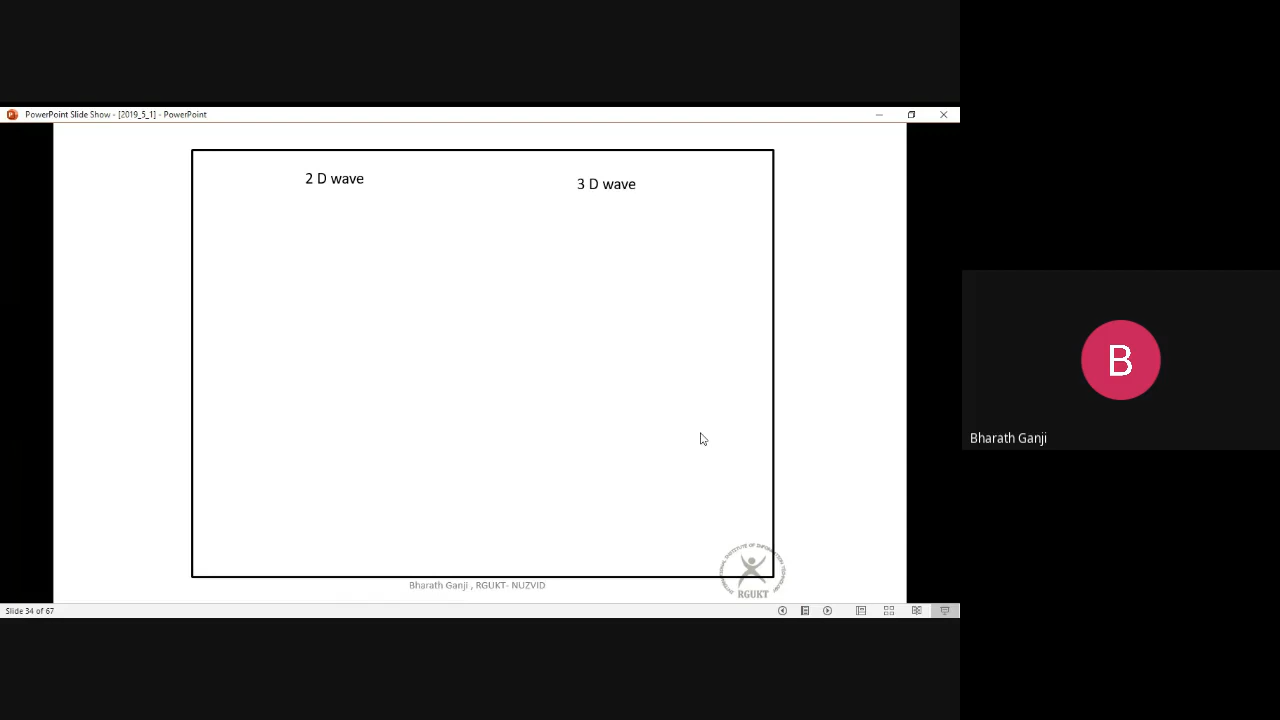 PowerPoint Slide Show - [2019_5_1] - PowerPoint
2 D wave
3 D wave
B
Bharath Ganji
RGUKT
Bharath Ganji , RGUKT- NUZVID
Slide 34 of 67